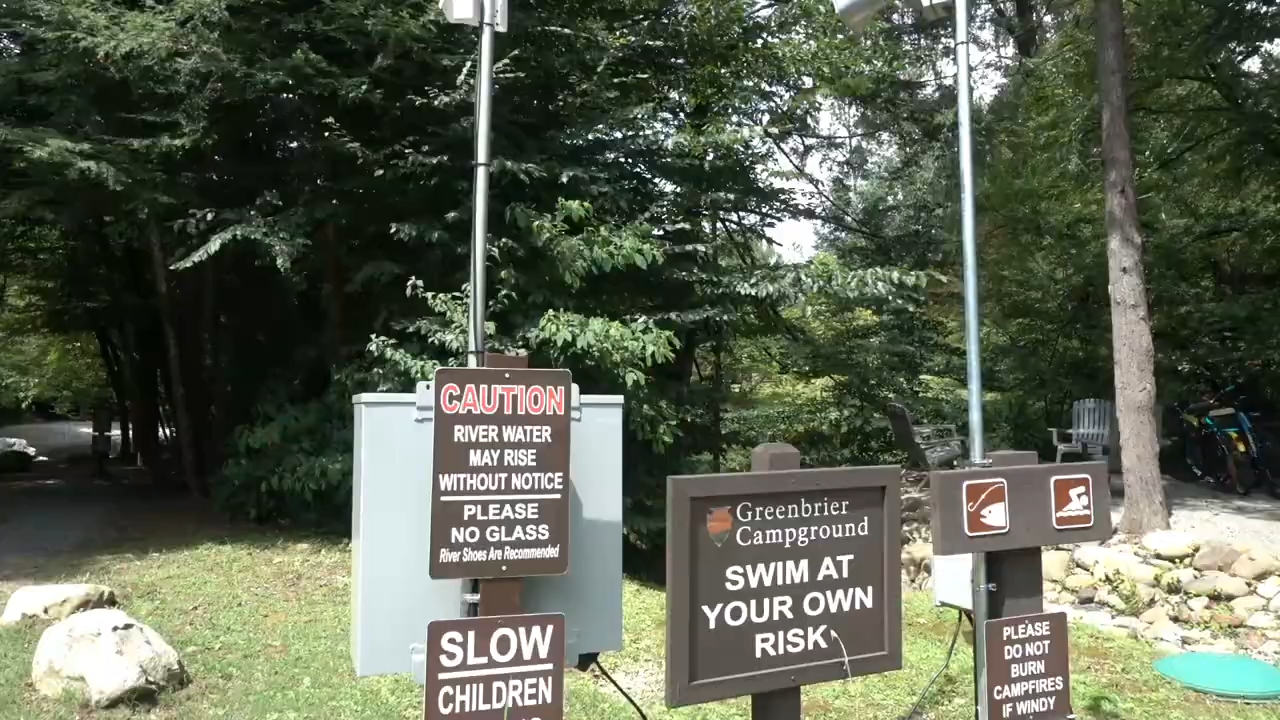 CAUTION
RIVER WATER
MAY RISE
WITHOUT NOTICE
PLEASE
NO GLASS
River Shoes Are Recommended
SLOW
CHILDREN
Greenbrier
Campground
SWIM AT
YOUR OWN
RISK
PLEASE
DO NOT
BURN
CAMPFIRES
IF WINDY